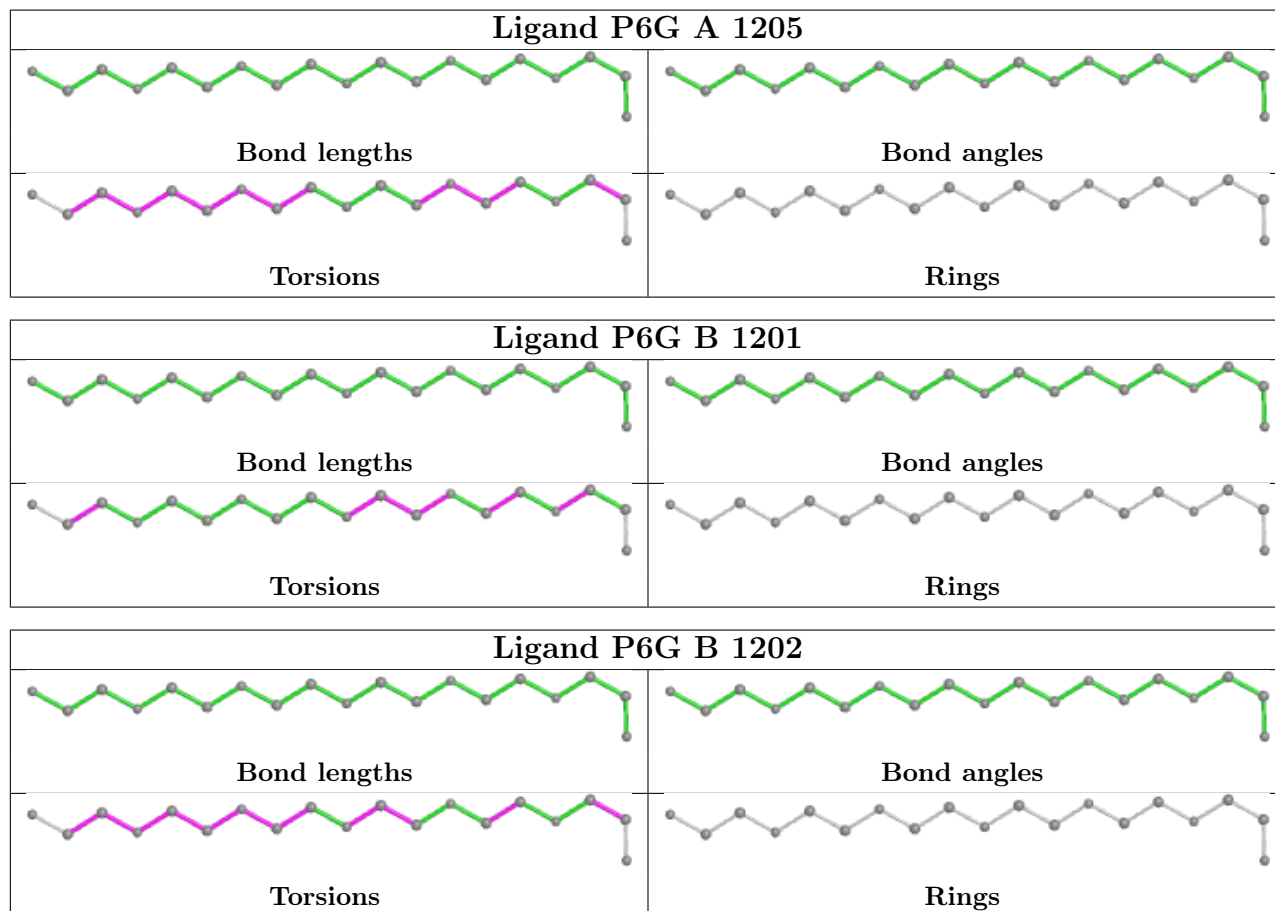 Ligand P6G A 1205
Bond lengths Bond angles
Torsions Rings
Ligand P6G B 1201
Bond lengths Bond angles
Torsions Rings
Ligand P6G B 1202
Bond lengths Bond angles
Torsions Rings